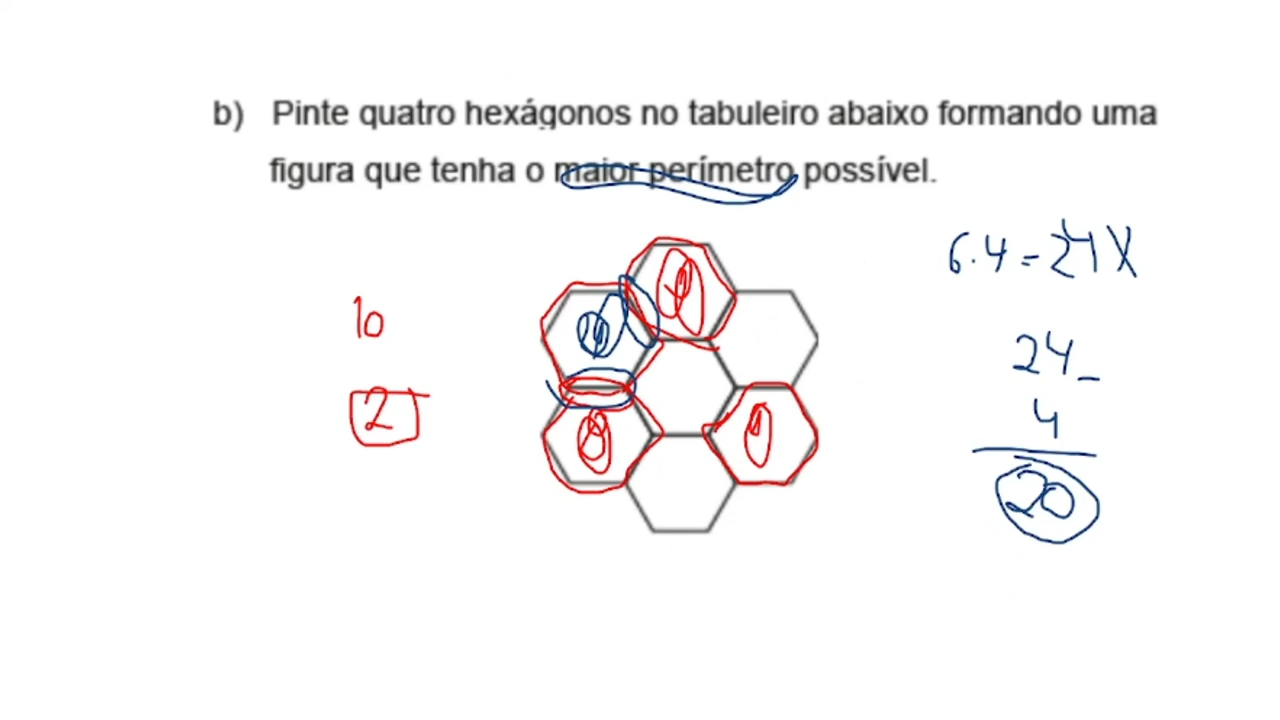 b) Pinte quatro hexágonos no tabuleiro abaixo formando uma
figura que tenha o maior perímetro possível.
6.4=24X
10
24-
2
4
20